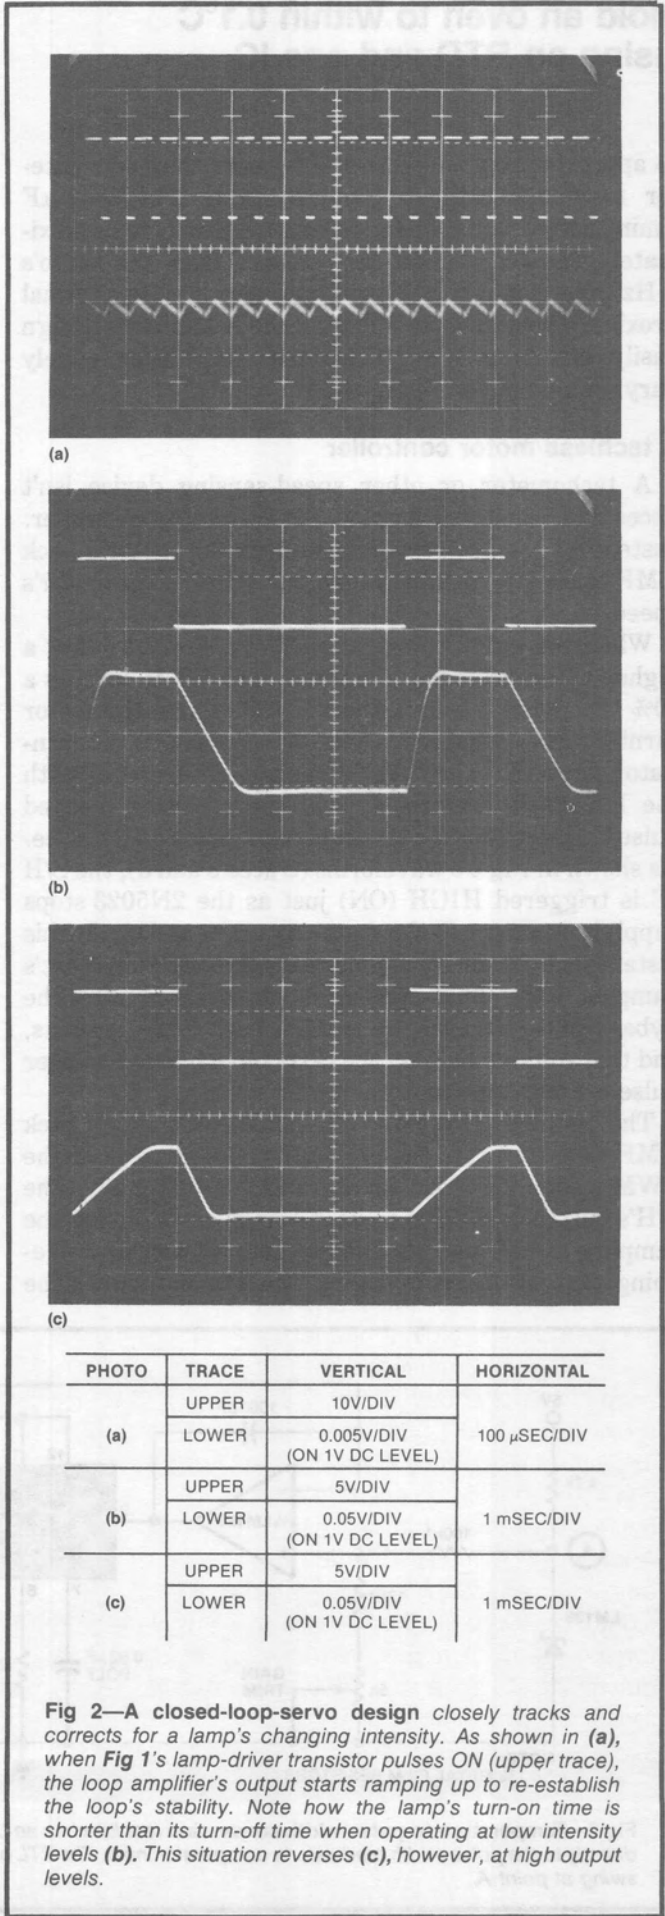 (a)
(b)
(c)
PHOTO TRACE VERTICAL HORIZONTAL
(a) UPPER 10V/DIV 100 µSEC/DIV
LOWER 0.005V/DIV
(ON 1V DC LEVEL)
(b) UPPER 5V/DIV 1 mSEC/DIV
LOWER 0.05V/DIV
(ON 1V DC LEVEL)
(c) UPPER 5V/DIV 1 mSEC/DIV
LOWER 0.05V/DIV
(ON 1V DC LEVEL)
Fig 2—A closed-loop-servo design closely tracks and
corrects for a lamp's changing intensity. As shown in (a),
when Fig 1's lamp-driver transistor pulses ON (upper trace),
the loop amplifier's output starts ramping up to re-establish
the loop's stability. Note how the lamp's turn-on time is
shorter than its turn-off time when operating at low intensity
levels (b). This situation reverses (c), however, at high output
levels.